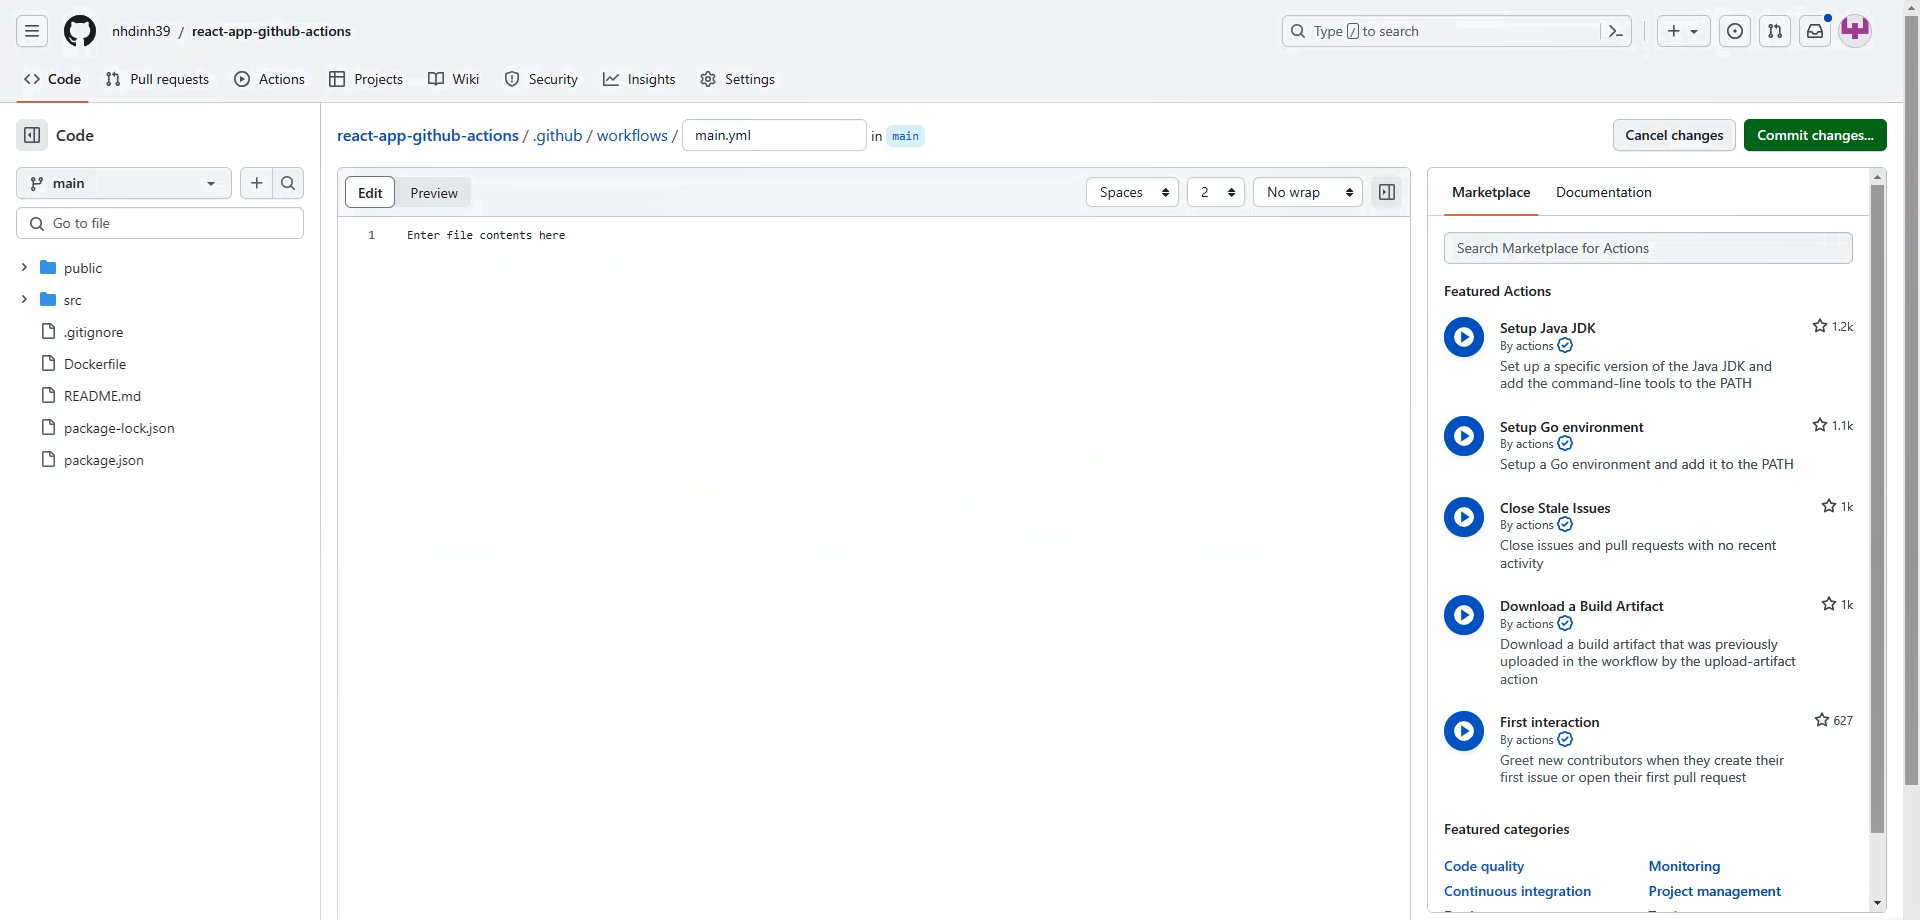 nhdinh39 / react-app-github-actions
Type / to search
Code
Pull requests
Actions
Projects
Wiki
Security
Insights
Settings
Code
main
Go to file
public
src
.gitignore
Dockerfile
README.md
package-lock.json
package.json
react-app-github-actions / .github / workflows / main.yml in main
Cancel changes
Commit changes...
Edit
Preview
Spaces
2
No wrap
1 Enter file contents here
Marketplace
Documentation
Search Marketplace for Actions
Featured Actions
Setup Java JDK
1.2k
By actions
Set up a specific version of the Java JDK and
add the command-line tools to the PATH
Setup Go environment
1.1k
By actions
Setup a Go environment and add it to the PATH
Close Stale Issues
1k
By actions
Close issues and pull requests with no recent
activity
Download a Build Artifact
1k
By actions
Download a build artifact that was previously
uploaded in the workflow by the upload-artifact
action
First interaction
627
By actions
Greet new contributors when they create their
first issue or open their first pull request
Featured categories
Code quality
Monitoring
Continuous integration
Project management